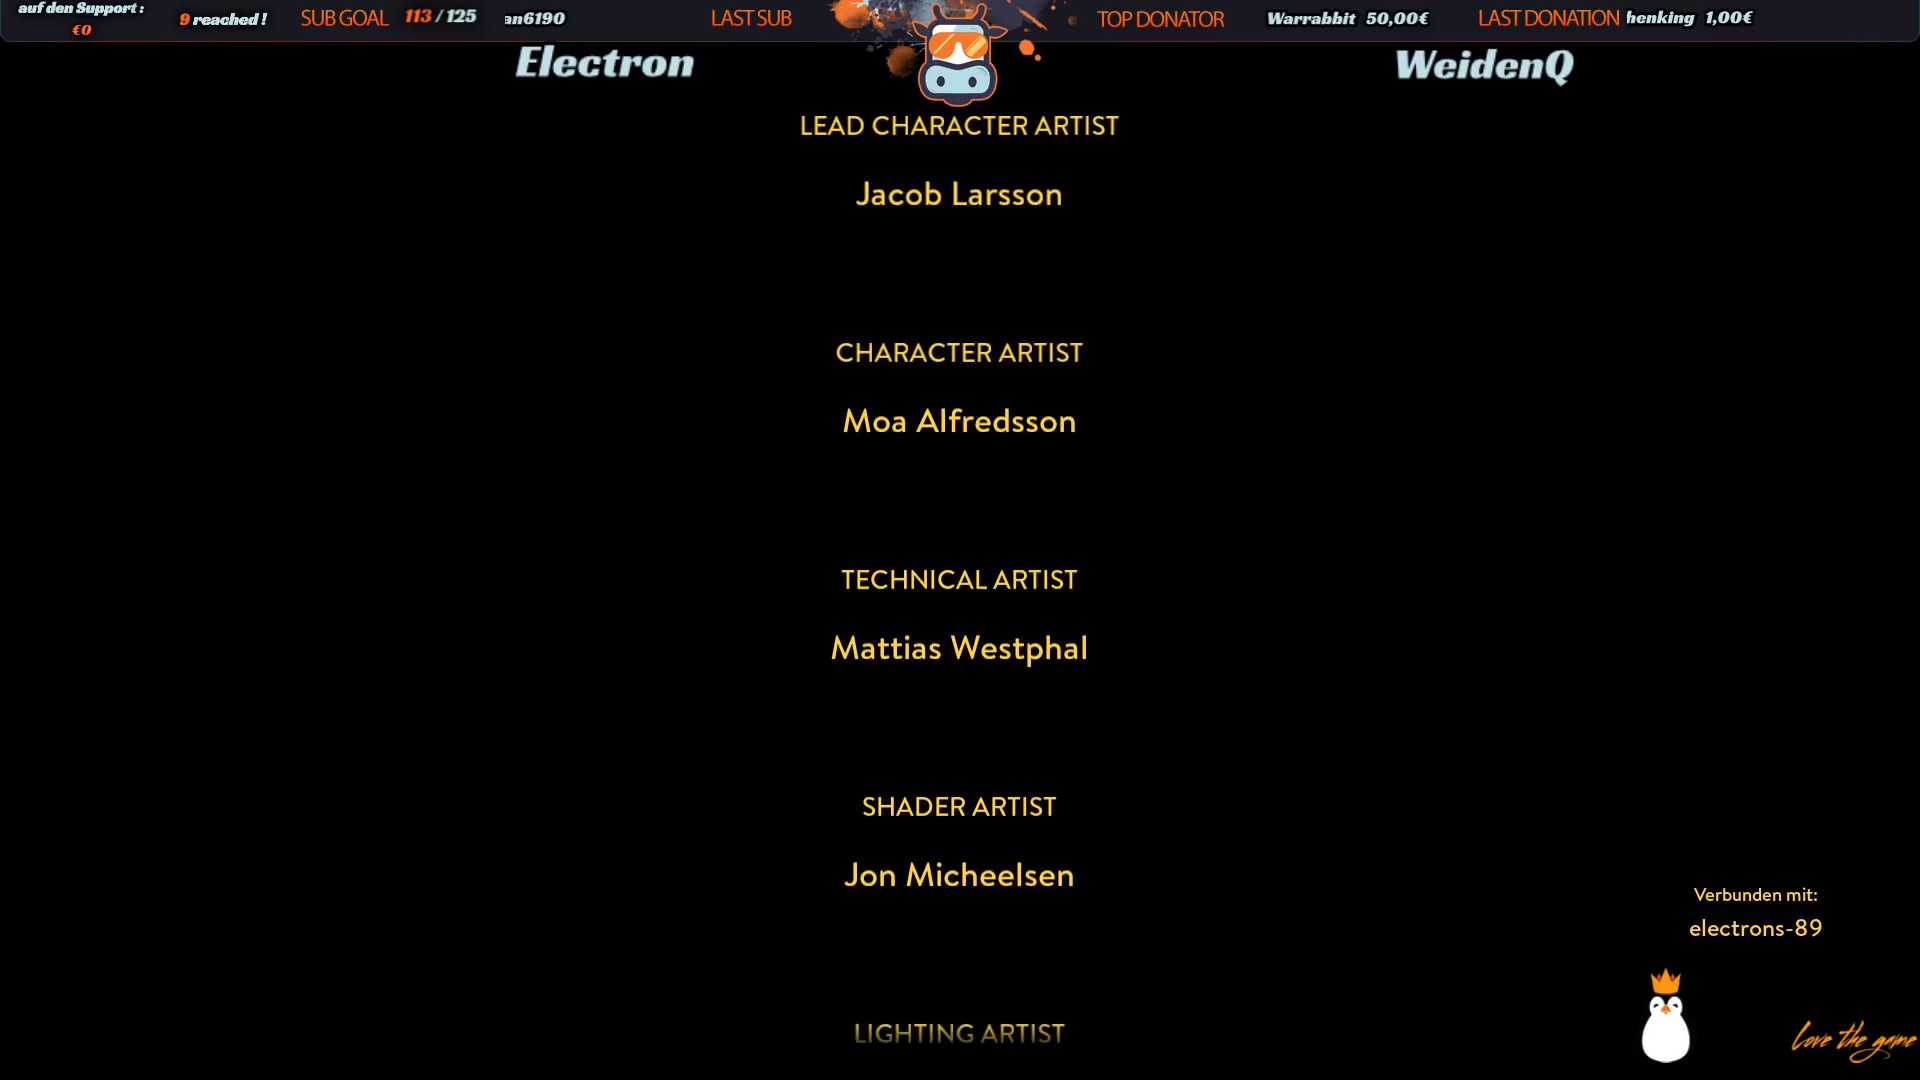 auf den Support :
€0
9 reached !
SUB GOAL 113 / 125
an6190
LAST SUB
TOP DONATOR
Warrabbit 50,00€
LAST DONATION
henking 1,00€
Electron
WeidenQ
LEAD CHARACTER ARTIST
Jacob Larsson
CHARACTER ARTIST
Moa Alfredsson
TECHNICAL ARTIST
Mattias Westphal
SHADER ARTIST
Jon Micheelsen
Verbunden mit:
electrons-89
LIGHTING ARTIST
Love the game